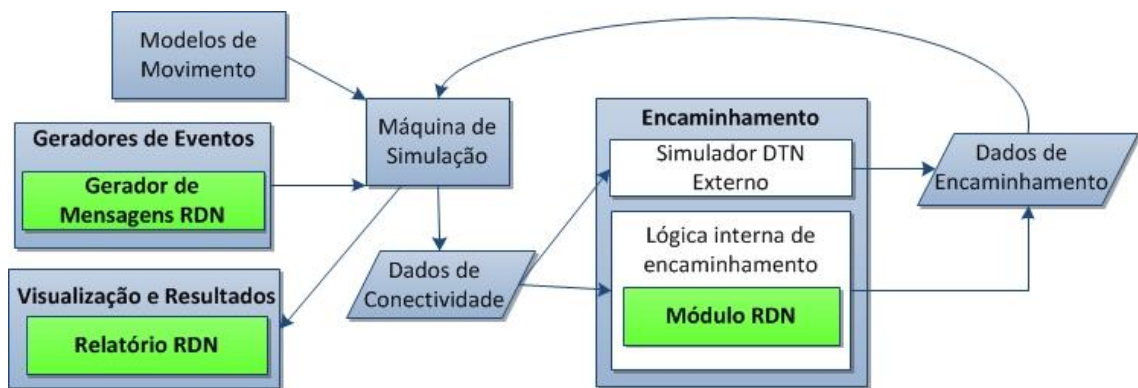 Modelos de
Movimento
Geradores de Eventos
Gerador de
Mensagens RDN
Visualização e Resultados
Relatório RDN
Máquina de
Simulação
Dados de
Conectividade
Encaminhamento
Simulador DTN
Externo
Lógica interna de
encaminhamento
Módulo RDN
Dados de
Encaminhamento